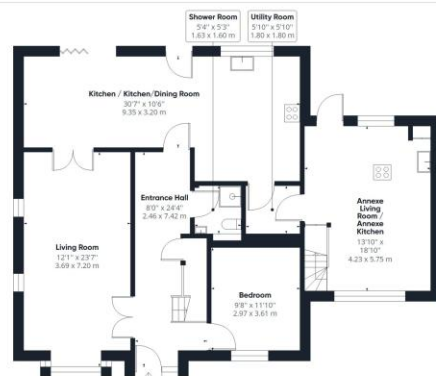 Shower Room
5'4" x 5'3"
1.63 x 1.60 m
Utility Room
5'10" x 5'10"
1.80 x 1.80 m
Kitchen / Kitchen/Dining Room
30'7" x 10'6"
9.35 x 3.20 m
Entrance Hall
8'0" x 24'4"
2.46 x 7.42 m
Annexe
Living
Room /
Annexe
Kitchen
13'10" x
18'10"
4.23 x 5.75 m
Living Room
12'1" x 23'7"
3.69 x 7.20 m
Bedroom
9'8" x 11'10"
2.97 x 3.61 m